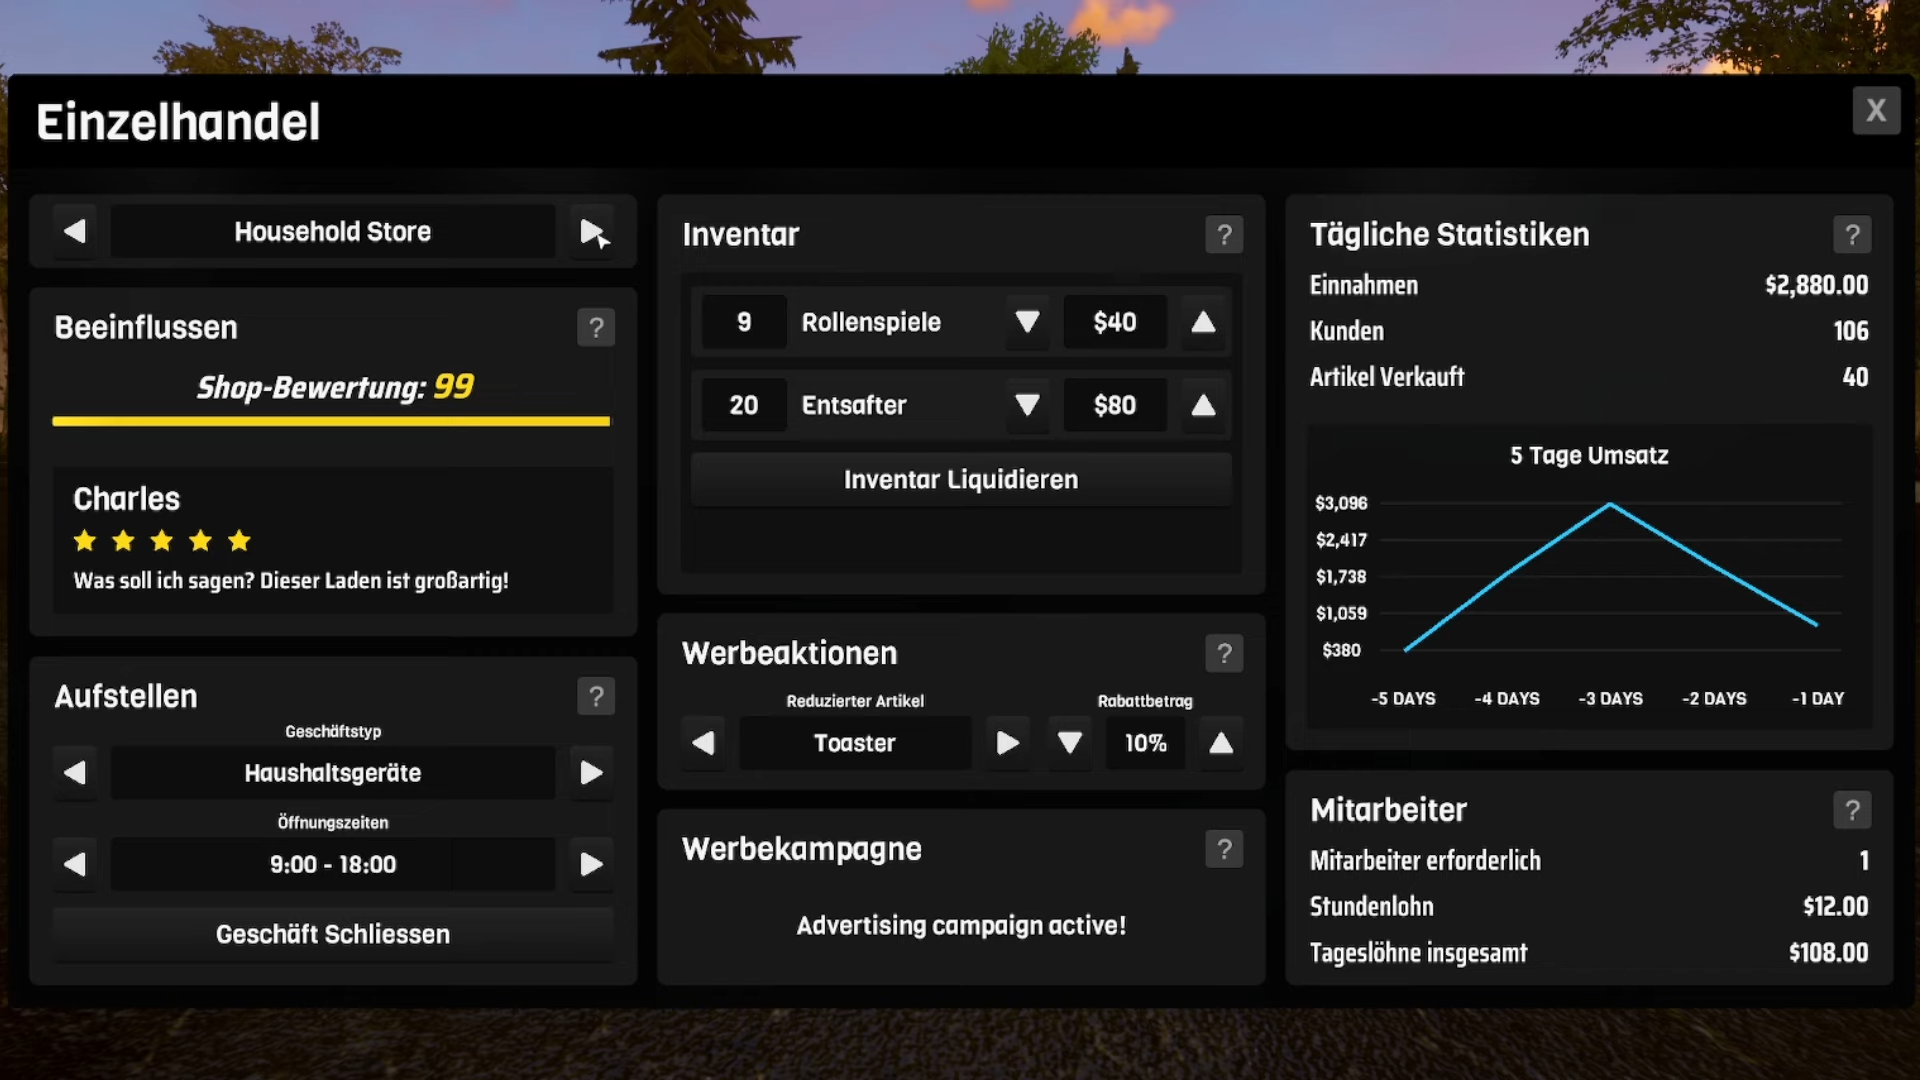 Einzelhandel
X
Household Store
Beeinflussen
?
Shop-Bewertung: 99
Charles
Was soll ich sagen? Dieser Laden ist großartig!
Aufstellen
?
Geschäftstyp
Haushaltsgeräte
Öffnungszeiten
9:00 - 18:00
Geschäft Schliessen
Inventar
?
9 Rollenspiele $40
20 Entsafter $80
Inventar Liquidieren
Werbeaktionen
?
Reduzierter Artikel Rabattbetrag
Toaster 10%
Werbekampagne
?
Advertising campaign active!
Tägliche Statistiken
?
Einnahmen $2,880.00
Kunden 106
Artikel Verkauft 40
5 Tage Umsatz
$3,096
$2,417
$1,738
$1,059
$380
-5 DAYS -4 DAYS -3 DAYS -2 DAYS -1 DAY
Mitarbeiter
?
Mitarbeiter erforderlich 1
Stundenlohn $12.00
Tageslöhne insgesamt $108.00